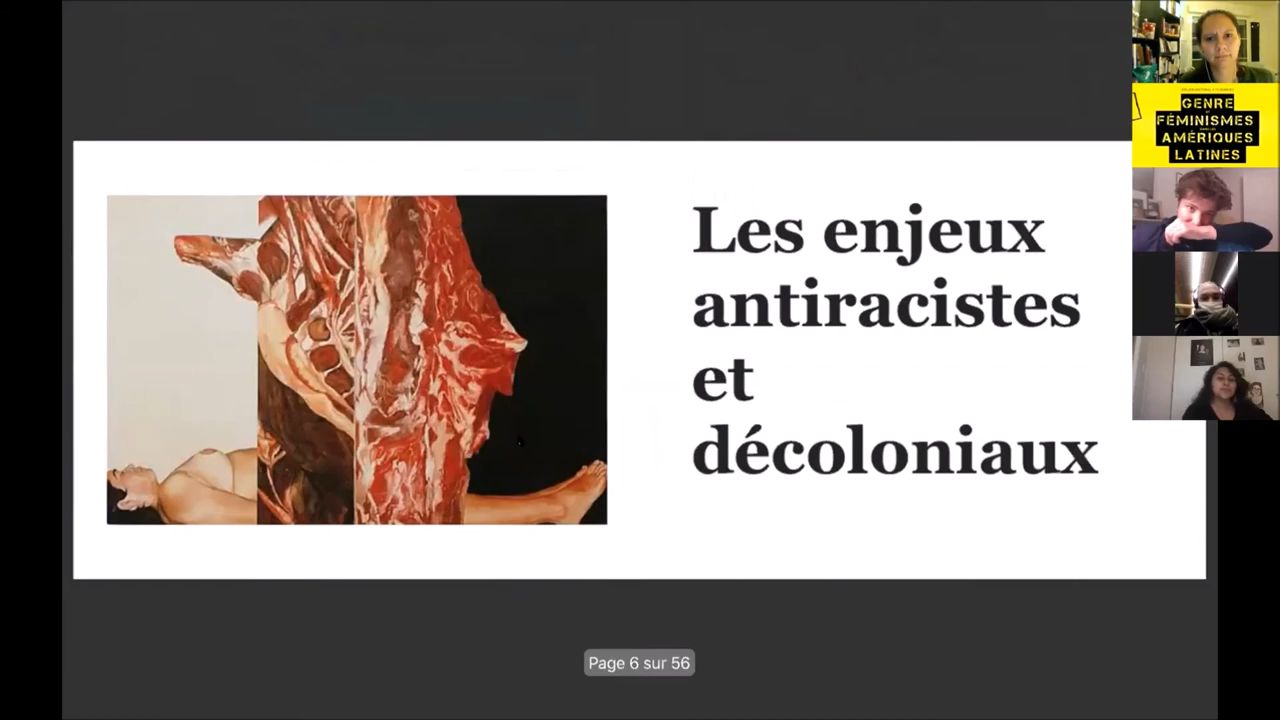 Les enjeux
antiracistes
et
décoloniaux
GENRE
FÉMINISMES
AMÉRIQUES
LATINES
Page 6 sur 56